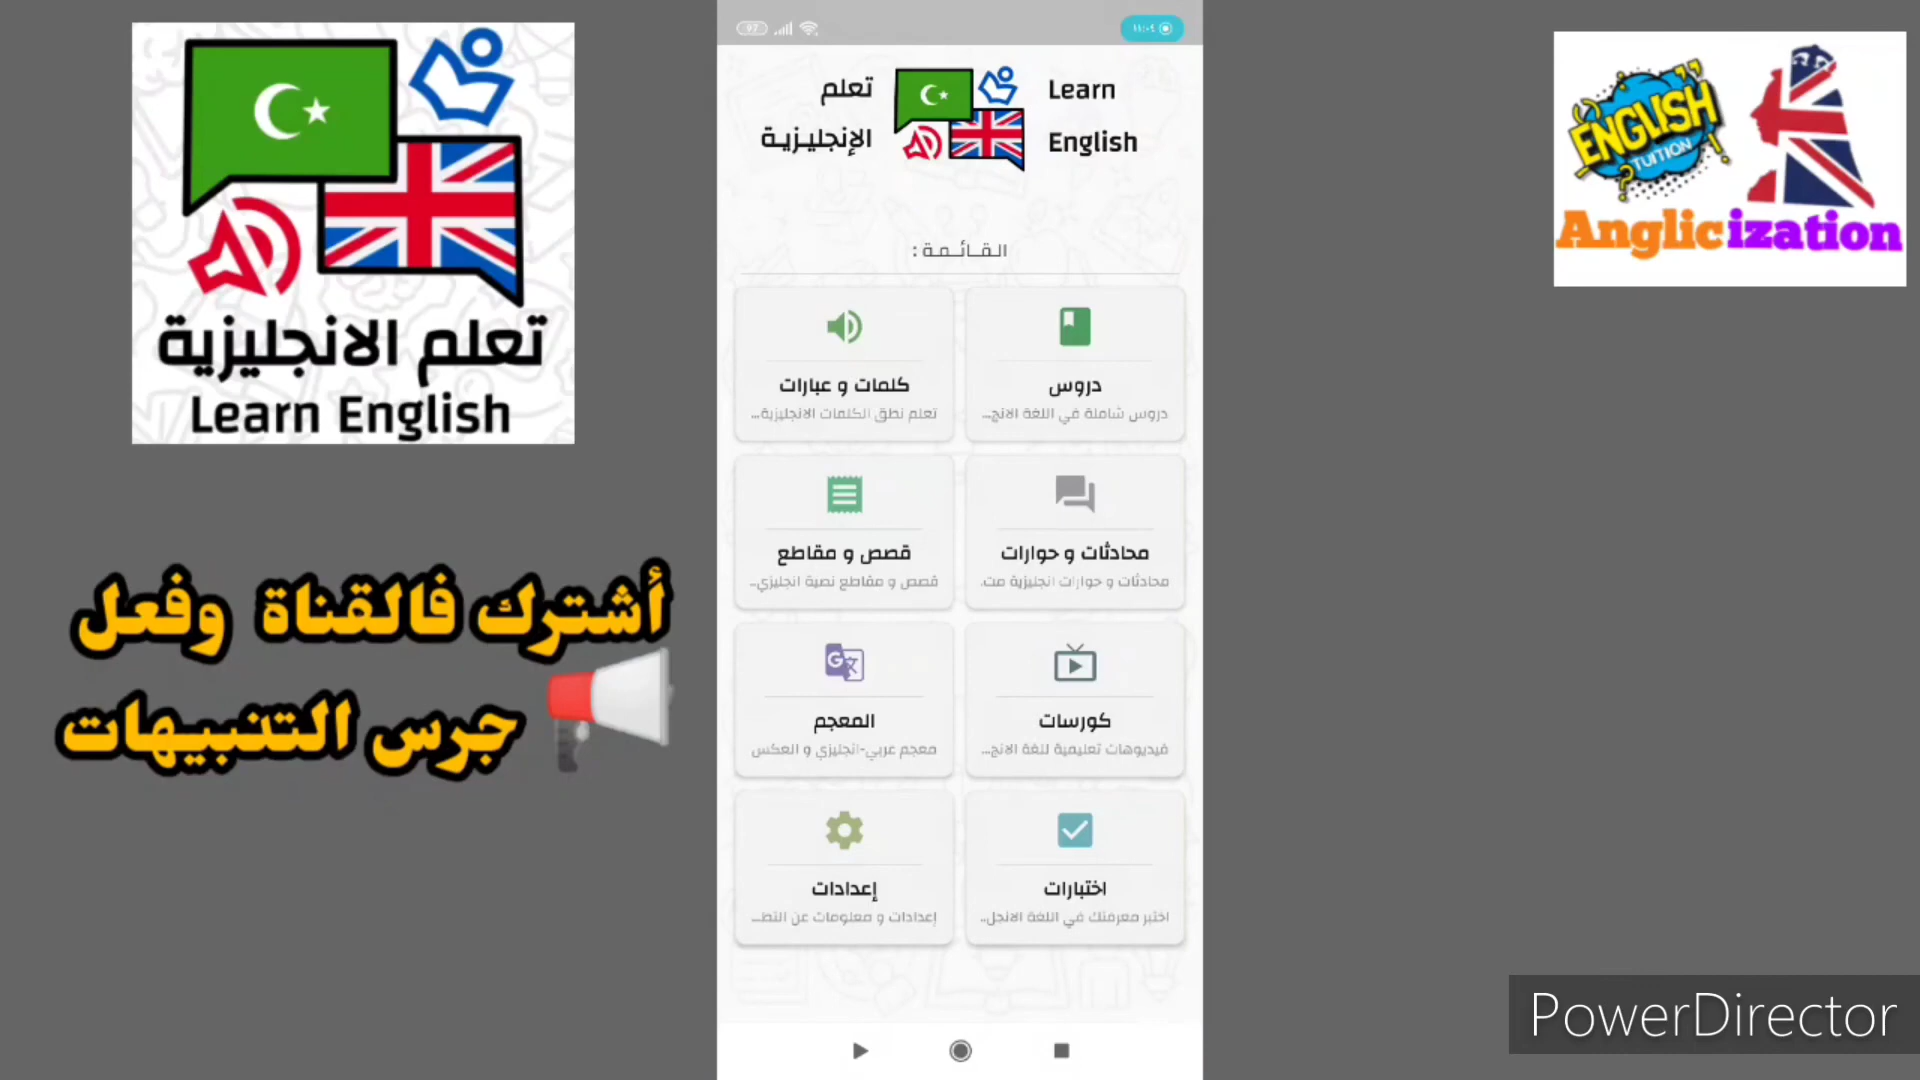 تعلم الانجليزية
Learn English
أشترك فالقناة وفعل
جرس التنبيهات
97
١١:٠٤
تعلم
الإنجليزية
Learn
English
القائمة :
دروس
دروس شاملة في اللغة الانج...
كلمات و عبارات
تعلم نطق الكلمات الانجليزية...
محادثات و حوارات
محادثات و حوارات انجليزية مت.
قصص و مقاطع
قصص و مقاطع نصية انجليزي..
كورسات
فيديوهات تعليمية للغة الانج...
المعجم
معجم عربي-انجليزي و العكس
اختبارات
اختبر معرفتك في اللغة الانجل..
إعدادات
إعدادات و معلومات عن التط...
ENGLISH
TUITION
Anglicization
PowerDirector